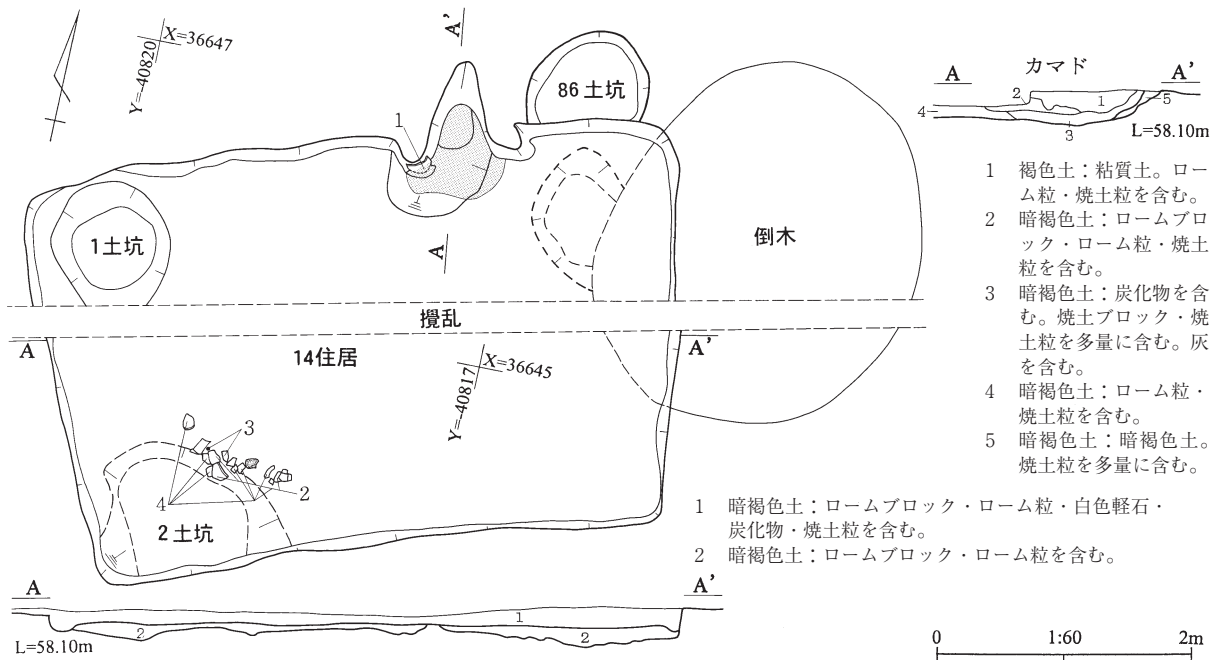 X=36647
Y=-40820
A'
86土坑
1
1土坑
A
倒木
攪乱
A
A'
14住居
X=36645
Y=-40817
3
2
4
2土坑
A
A'
1
2
2
L=58.10m
カマド
A
A'
2
1
5
4
3
L=58.10m
1 褐色土：粘質土。ロー
ム粒・焼土粒を含む。
2 暗褐色土：ロームブロ
ック・ローム粒・焼土
粒を含む。
3 暗褐色土：炭化物を含
む。焼土ブロック・焼
土粒を多量に含む。灰
を含む。
4 暗褐色土：ローム粒・
焼土粒を含む。
5 暗褐色土：暗褐色土。
焼土粒を多量に含む。
1 暗褐色土：ロームブロック・ローム粒・白色軽石・
炭化物・焼土粒を含む。
2 暗褐色土：ロームブロック・ローム粒を含む。
0 1:60 2m